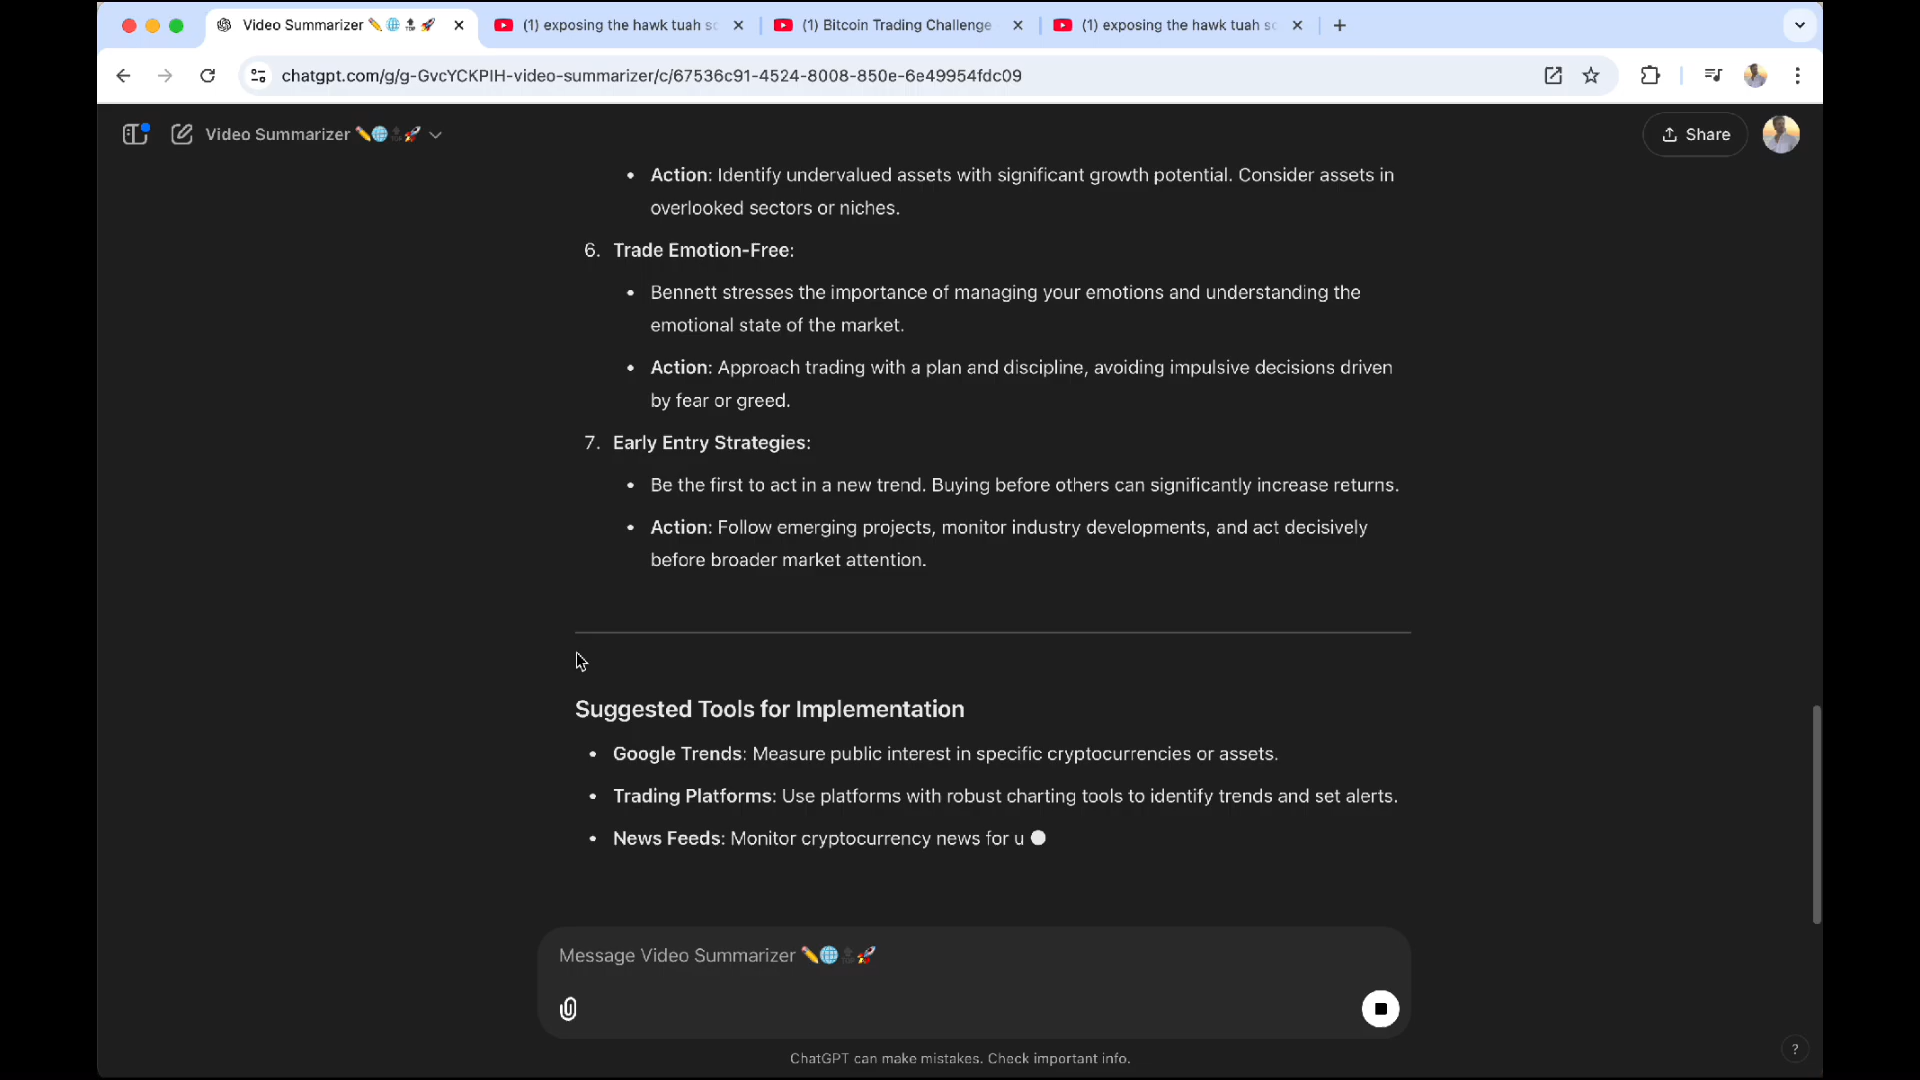 Video Summarizer ✏️🌐🔝🚀
(1) exposing the hawk tuah sc
(1) Bitcoin Trading Challenge
(1) exposing the hawk tuah sc
chatgpt.com/g/g-GvcYCKPIH-video-summarizer/c/67536c91-4524-8008-850e-6e49954fdc09
Video Summarizer ✏️🌐🔝🚀
Share
• Action: Identify undervalued assets with significant growth potential. Consider assets in
overlooked sectors or niches.
6. Trade Emotion-Free:
• Bennett stresses the importance of managing your emotions and understanding the
emotional state of the market.
• Action: Approach trading with a plan and discipline, avoiding impulsive decisions driven
by fear or greed.
7. Early Entry Strategies:
• Be the first to act in a new trend. Buying before others can significantly increase returns.
• Action: Follow emerging projects, monitor industry developments, and act decisively
before broader market attention.
Suggested Tools for Implementation
• Google Trends: Measure public interest in specific cryptocurrencies or assets.
• Trading Platforms: Use platforms with robust charting tools to identify trends and set alerts.
• News Feeds: Monitor cryptocurrency news for u
Message Video Summarizer ✏️🌐🔝🚀
ChatGPT can make mistakes. Check important info.
?